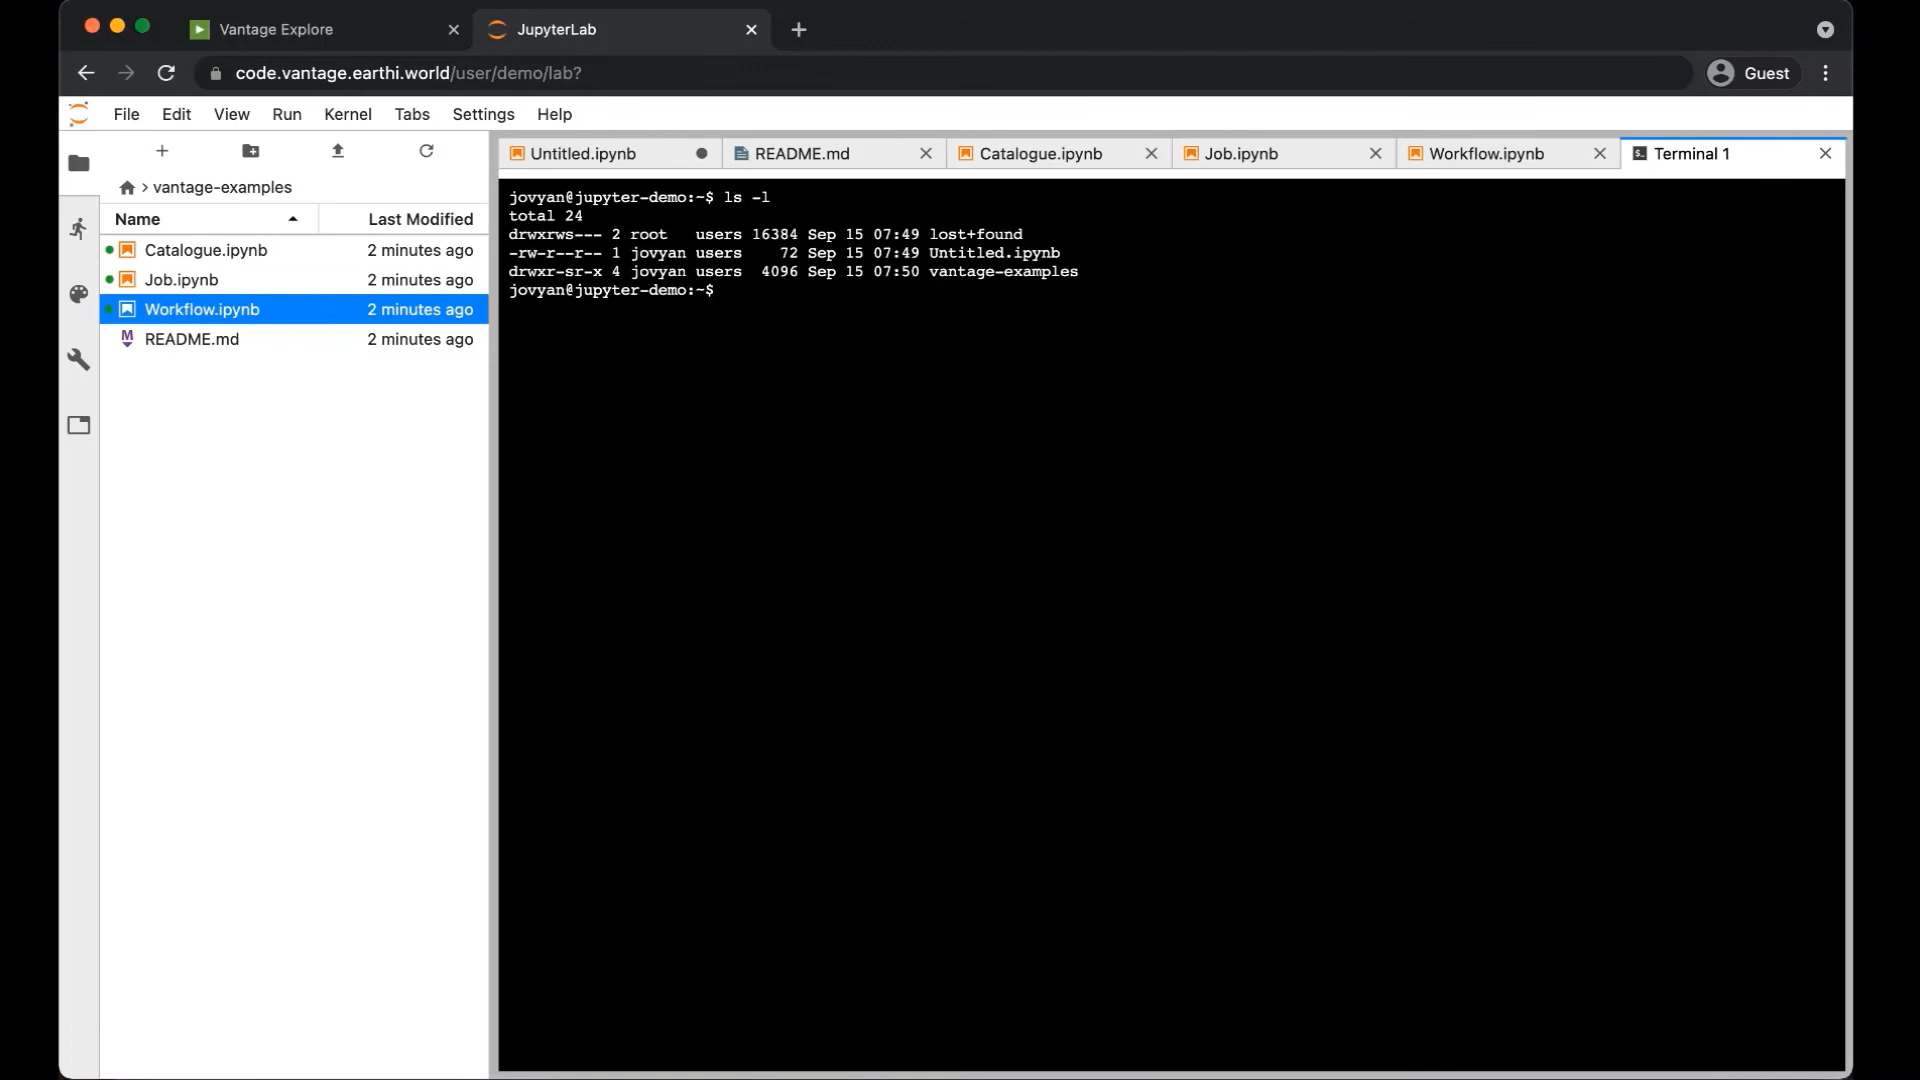 Vantage Explore
JupyterLab
code.vantage.earthi.world/user/demo/lab?
Guest
File Edit View Run Kernel Tabs Settings Help
Untitled.ipynb
README.md
Catalogue.ipynb
Job.ipynb
Workflow.ipynb
Terminal 1
> vantage-examples
Name Last Modified
Catalogue.ipynb 2 minutes ago
Job.ipynb 2 minutes ago
Workflow.ipynb 2 minutes ago
README.md 2 minutes ago
jovyan@jupyter-demo:~$ ls -l
total 24
drwxrws--- 2 root   users 16384 Sep 15 07:49 lost+found
-rw-r--r-- 1 jovyan users    72 Sep 15 07:49 Untitled.ipynb
drwxr-sr-x 4 jovyan users  4096 Sep 15 07:50 vantage-examples
jovyan@jupyter-demo:~$